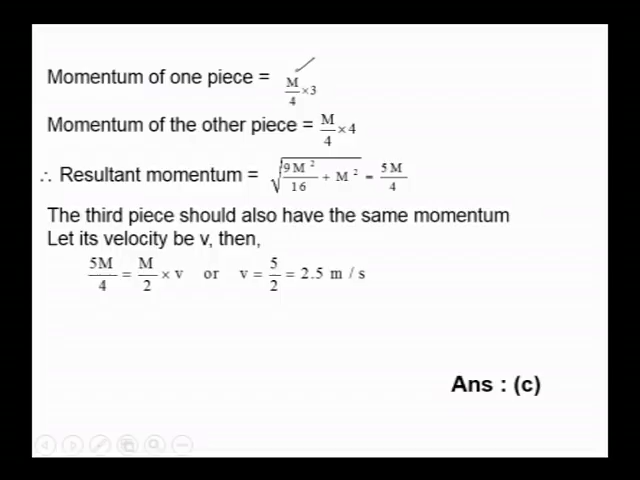 Momentum of one piece = M/4 ×3
Momentum of the other piece = M/4 ×4
∴ Resultant momentum = √(9M²/16 + M²) = 5M/4
The third piece should also have the same momentum
Let its velocity be v, then,
5M/4 = M/2 × v or v = 5/2 = 2.5 m / s
Ans : (c)